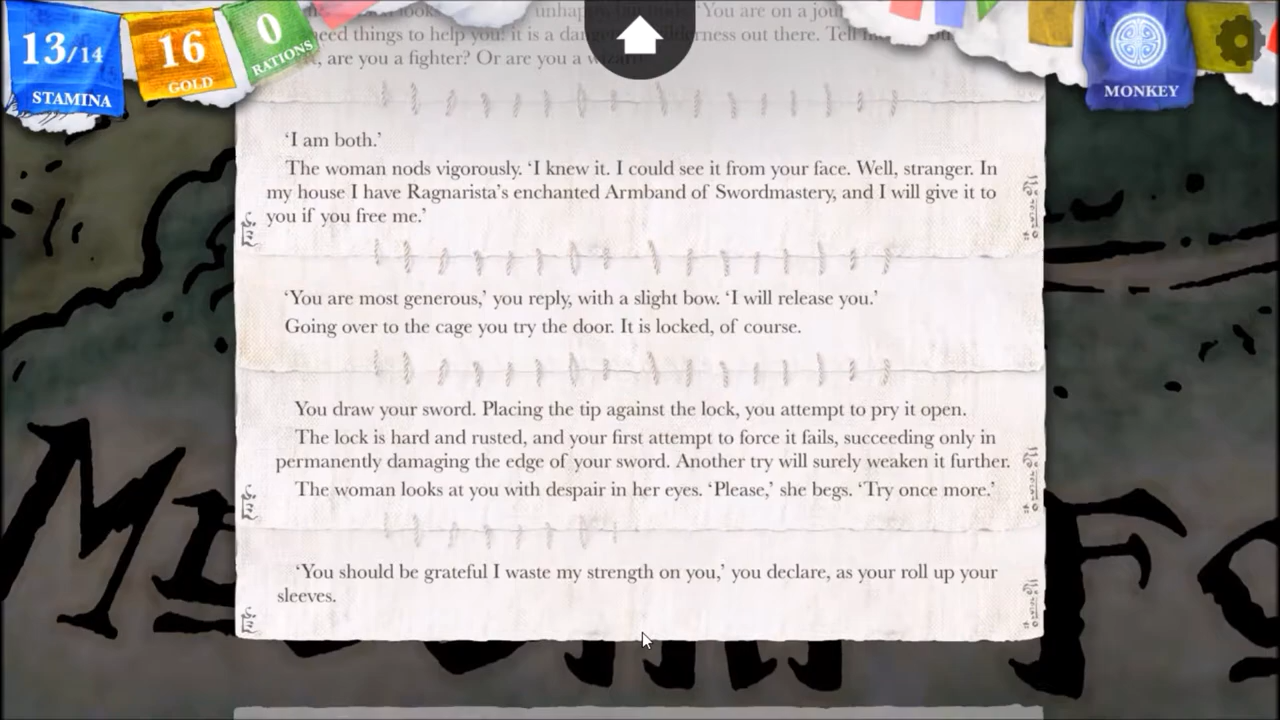 13/14
STAMINA
16
GOLD
0
RATIONS
MONKEY
You are on a
need things to help you: it is a dangerous wilderness out there. Tell
, are you a fighter? Or are you a wizard
‘I am both.’
The woman nods vigorously. ‘I knew it. I could see it from your face. Well, stranger. In
my house I have Ragnarista’s enchanted Armband of Swordmastery, and I will give it to
you if you free me.’
‘You are most generous,’ you reply, with a slight bow. ‘I will release you.’
Going over to the cage you try the door. It is locked, of course.
You draw your sword. Placing the tip against the lock, you attempt to pry it open.
The lock is hard and rusted, and your first attempt to force it fails, succeeding only in
permanently damaging the edge of your sword. Another try will surely weaken it further.
The woman looks at you with despair in her eyes. ‘Please,’ she begs. ‘Try once more.’
‘You should be grateful I waste my strength on you,’ you declare, as your roll up your
sleeves.